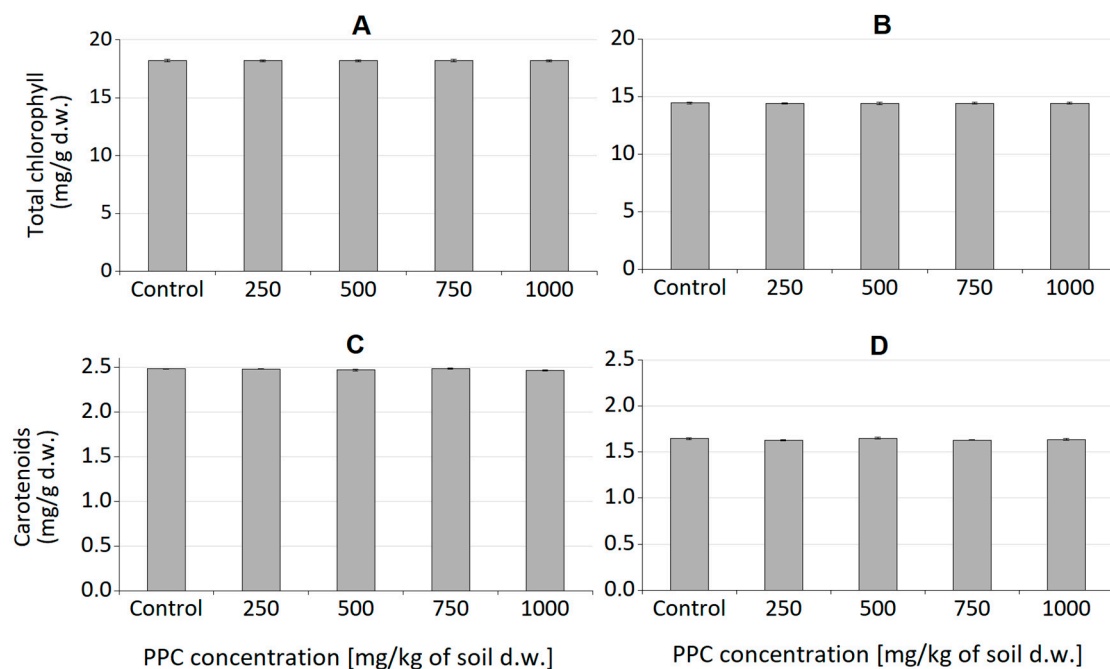 A
Total chlorophyll
(mg/g d.w.)
20
15
10
5
0
Control 250 500 750 1000
B
20
15
10
5
0
Control 250 500 750 1000
C
Carotenoids
(mg/g d.w.)
2.5
2.0
1.5
1.0
0.5
0.0
Control 250 500 750 1000
PPC concentration [mg/kg of soil d.w.]
D
2.5
2.0
1.5
1.0
0.5
0.0
Control 250 500 750 1000
PPC concentration [mg/kg of soil d.w.]